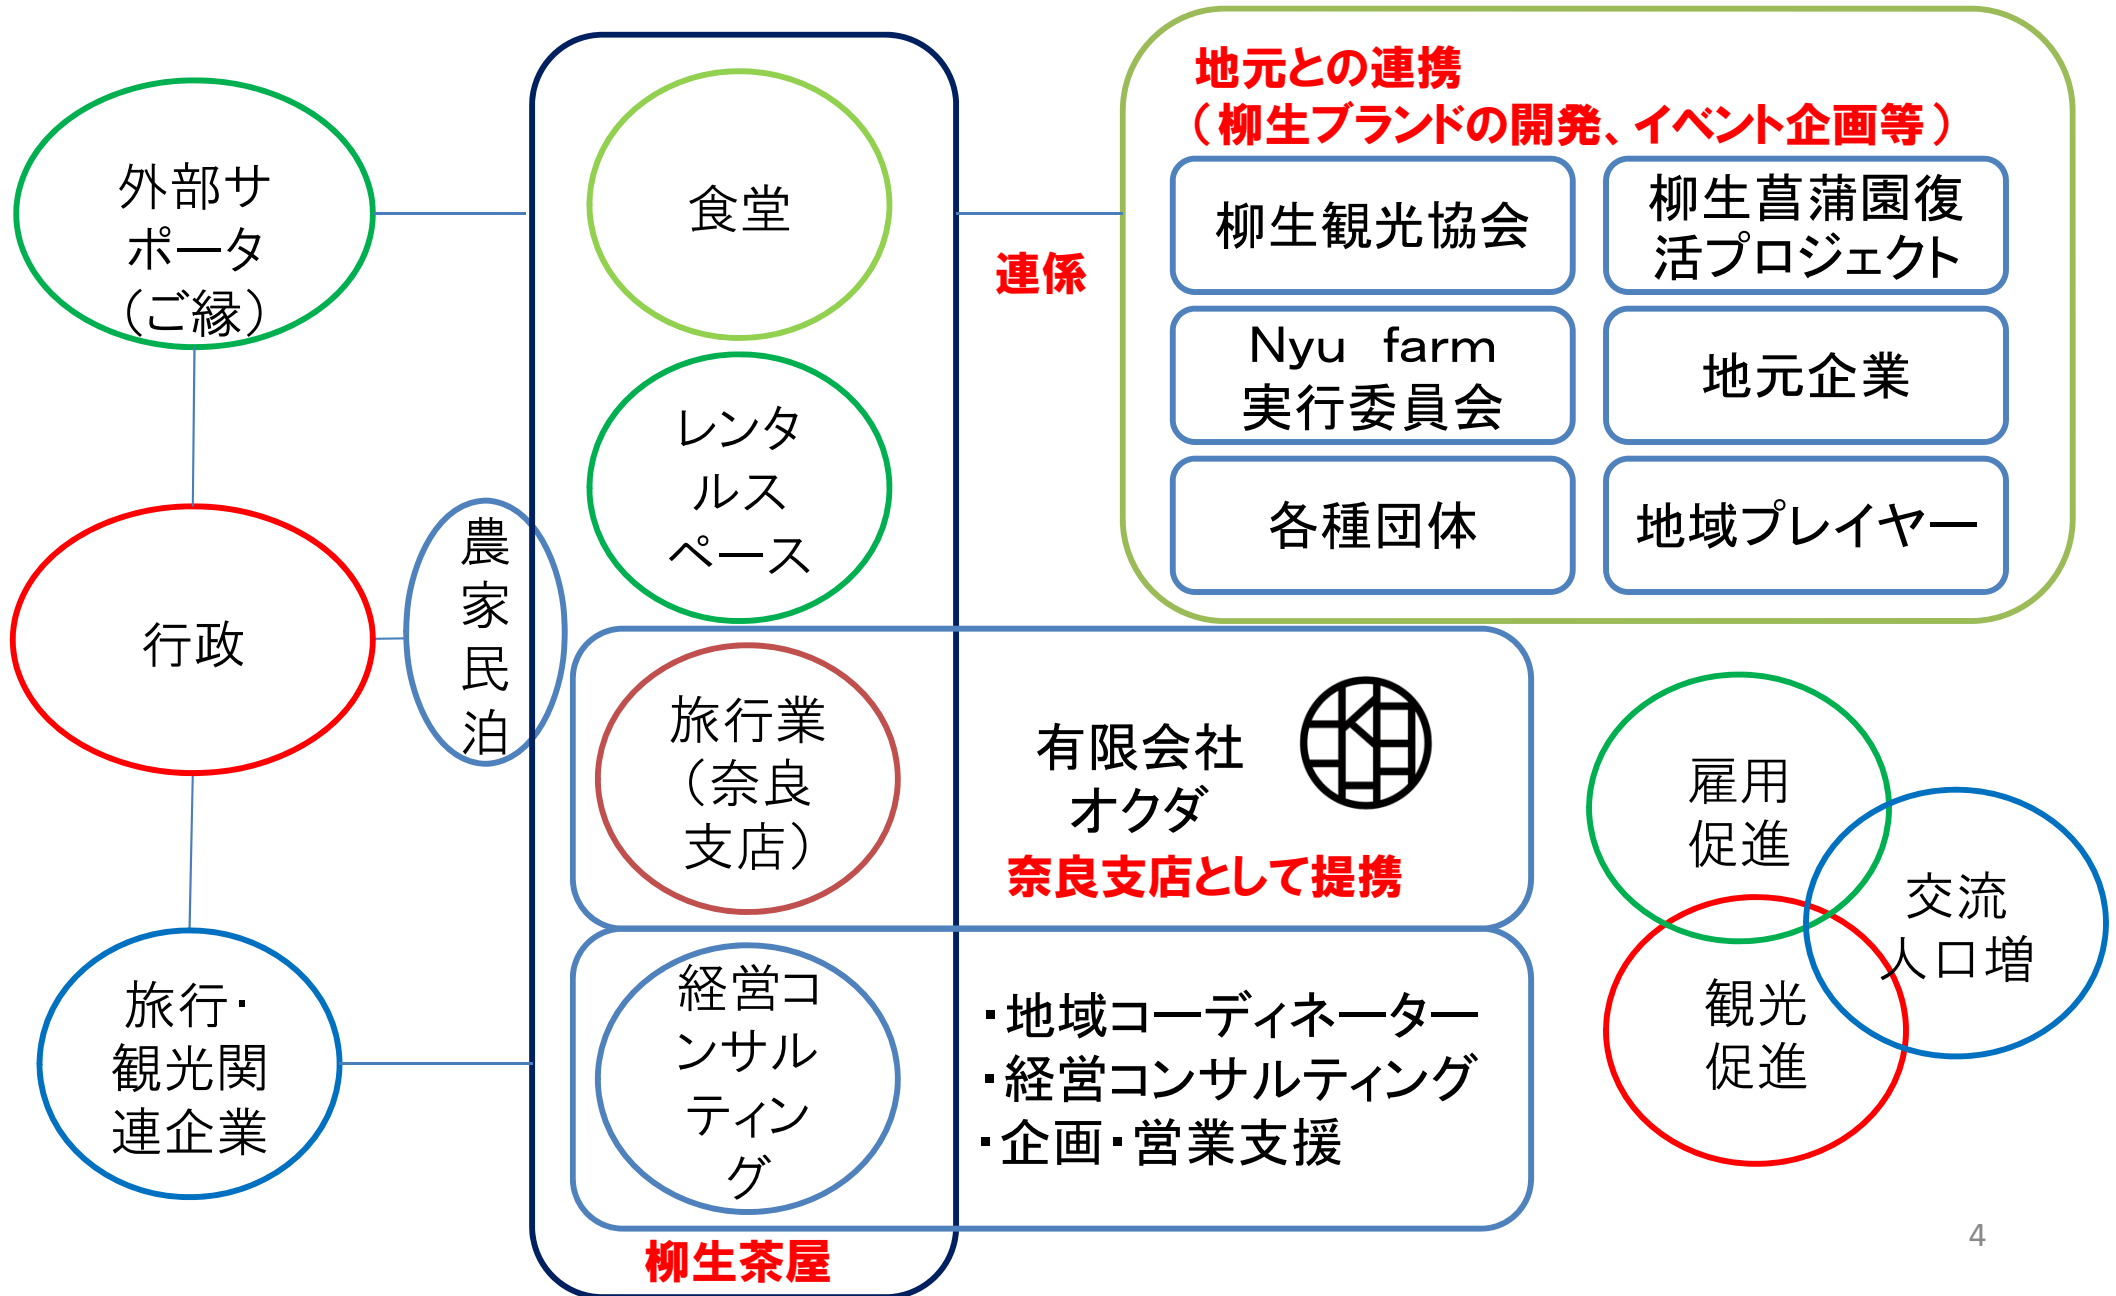 外部サ
ポータ
（ご縁）
行政
旅行・
観光関
連企業
農
家
民
泊
食堂
レンタ
ルス
ペース
旅行業
（奈良
支店）
経営コ
ンサル
ティン
グ
柳生茶屋
連係
地元との連携
（柳生ブランドの開発、イベント企画等）
柳生観光協会
柳生菖蒲園復
活プロジェクト
Nyu　farm
実行委員会
地元企業
各種団体
地域プレイヤー
有限会社
オクダ
奈良支店として提携
・地域コーディネーター
・経営コンサルティング
・企画・営業支援
雇用
促進
交流
人口増
観光
促進
4